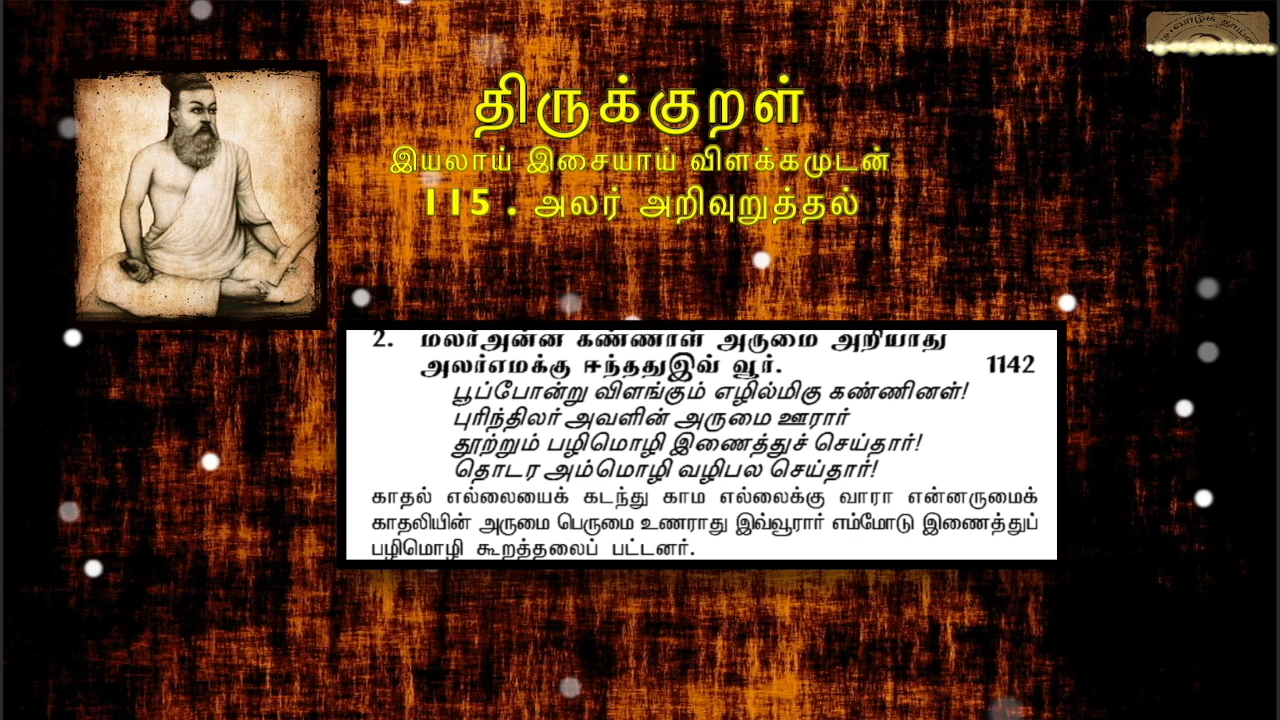 திருக்குறள்
இயலாய் இசையாய் விளக்கமுடன்
115 . அலர் அறிவுறுத்தல்
2. மலர்அன்ன கண்ணாள் அருமை அறியாது
அலர்எமக்கு ஈந்ததுஇவ் வூர். 1142
பூப்போன்று விளங்கும் எழில்மிகு கண்ணினள்!
புரிந்திலர் அவளின் அருமை ஊரார்
தூற்றும் பழிமொழி இணைத்துச் செய்தார்!
தொடர அம்மொழி வழிபல செய்தார்!
காதல் எல்லையைக் கடந்து காம எல்லைக்கு வாரா என்னருமைக்
காதலியின் அருமை பெருமை உணராது இவ்வூரார் எம்மோடு இணைத்துப்
பழிமொழி கூறத்தலைப் பட்டனர்.